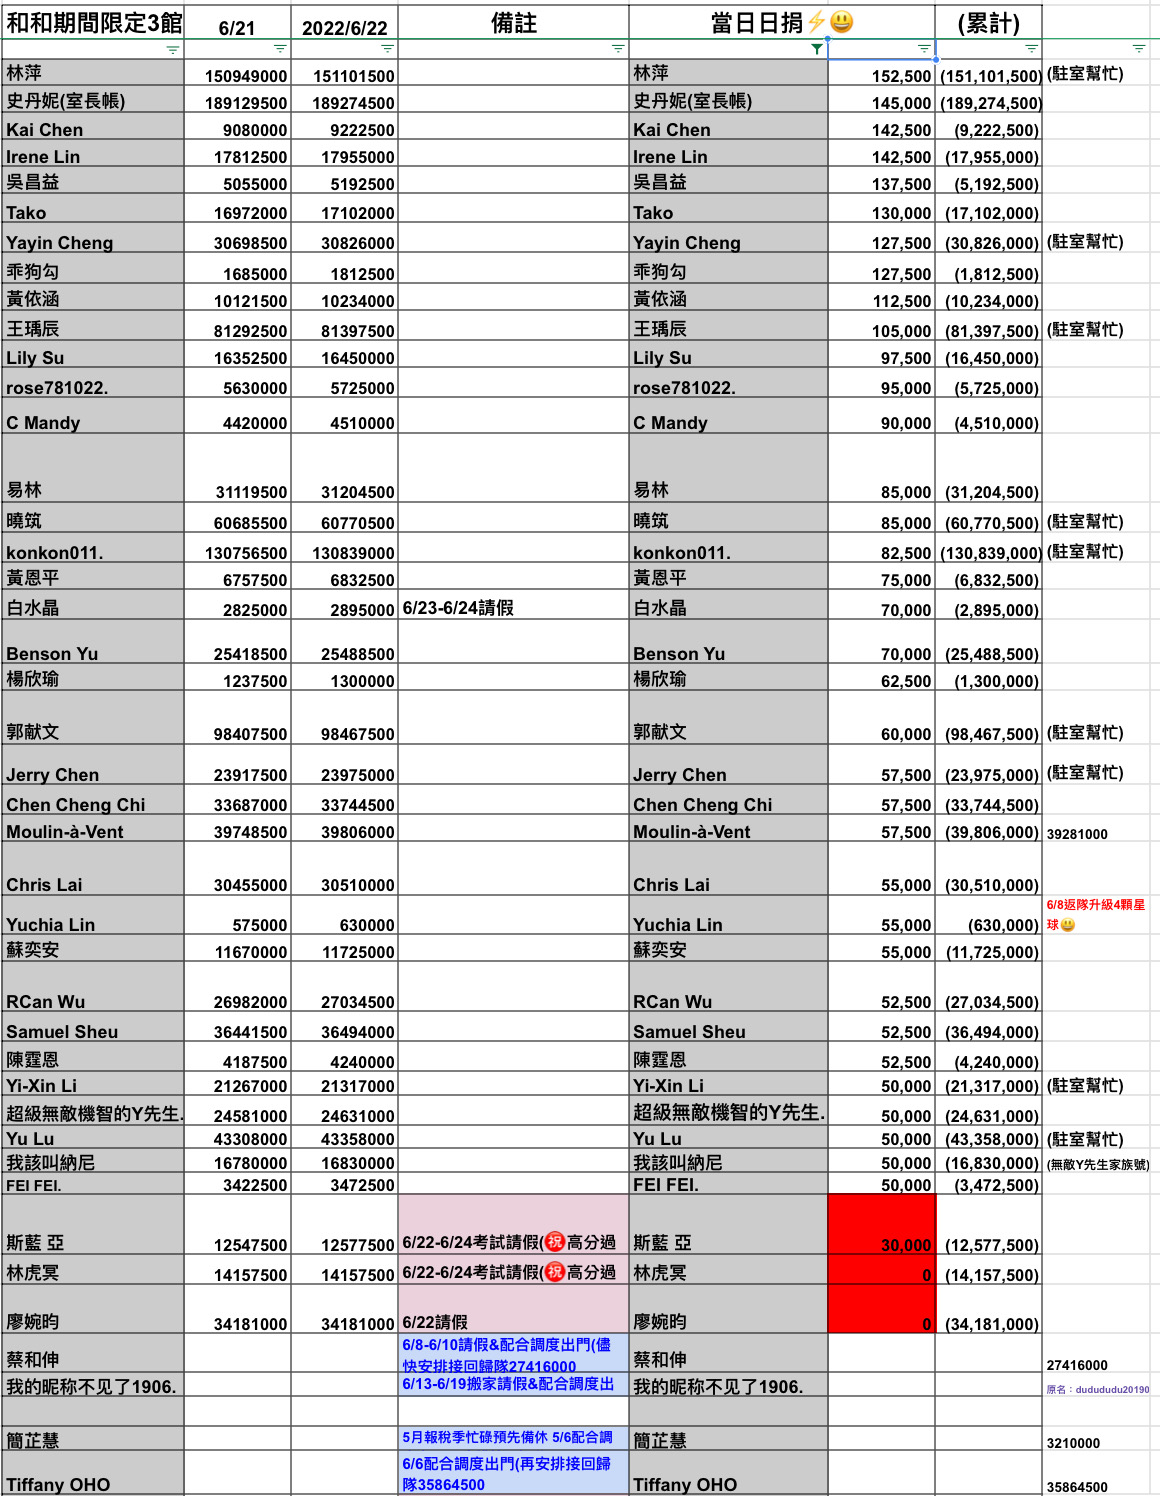 和和期間限定3館 6/21 2022/6/22 備註 當日日捐⚡😃 (累計)
林萍 150949000 151101500 林萍 152,500 (151,101,500) (駐室幫忙)
史丹妮(室長帳) 189129500 189274500 史丹妮(室長帳) 145,000 (189,274,500)
Kai Chen 9080000 9222500 Kai Chen 142,500 (9,222,500)
Irene Lin 17812500 17955000 Irene Lin 142,500 (17,955,000)
吳昌益 5055000 5192500 吳昌益 137,500 (5,192,500)
Tako 16972000 17102000 Tako 130,000 (17,102,000)
Yayin Cheng 30698500 30826000 Yayin Cheng 127,500 (30,826,000) (駐室幫忙)
乖狗勾 1685000 1812500 乖狗勾 127,500 (1,812,500)
黃依涵 10121500 10234000 黃依涵 112,500 (10,234,000)
王瑀辰 81292500 81397500 王瑀辰 105,000 (81,397,500) (駐室幫忙)
Lily Su 16352500 16450000 Lily Su 97,500 (16,450,000)
rose781022. 5630000 5725000 rose781022. 95,000 (5,725,000)
C Mandy 4420000 4510000 C Mandy 90,000 (4,510,000)
易林 31119500 31204500 易林 85,000 (31,204,500)
曉筑 60685500 60770500 曉筑 85,000 (60,770,500) (駐室幫忙)
konkon011. 130756500 130839000 konkon011. 82,500 (130,839,000) (駐室幫忙)
黃恩平 6757500 6832500 黃恩平 75,000 (6,832,500)
白水晶 2825000 2895000 6/23-6/24請假 白水晶 70,000 (2,895,000)
Benson Yu 25418500 25488500 Benson Yu 70,000 (25,488,500)
楊欣瑜 1237500 1300000 楊欣瑜 62,500 (1,300,000)
郭献文 98407500 98467500 郭献文 60,000 (98,467,500) (駐室幫忙)
Jerry Chen 23917500 23975000 Jerry Chen 57,500 (23,975,000) (駐室幫忙)
Chen Cheng Chi 33687000 33744500 Chen Cheng Chi 57,500 (33,744,500)
Moulin-à-Vent 39748500 39806000 Moulin-à-Vent 57,500 (39,806,000) 39281000
Chris Lai 30455000 30510000 Chris Lai 55,000 (30,510,000)
Yuchia Lin 575000 630000 Yuchia Lin 55,000 (630,000) 6/8返隊升級4顆星
球😃
蘇奕安 11670000 11725000 蘇奕安 55,000 (11,725,000)
RCan Wu 26982000 27034500 RCan Wu 52,500 (27,034,500)
Samuel Sheu 36441500 36494000 Samuel Sheu 52,500 (36,494,000)
陳霆恩 4187500 4240000 陳霆恩 52,500 (4,240,000)
Yi-Xin Li 21267000 21317000 Yi-Xin Li 50,000 (21,317,000) (駐室幫忙)
超級無敵機智的Y先生. 24581000 24631000 超級無敵機智的Y先生. 50,000 (24,631,000)
Yu Lu 43308000 43358000 Yu Lu 50,000 (43,358,000) (駐室幫忙)
我該叫納尼 16780000 16830000 我該叫納尼 50,000 (16,830,000) (無敵Y先生家族號)
FEI FEI. 3422500 3472500 FEI FEI. 50,000 (3,472,500)
斯藍 亞 12547500 12577500 6/22-6/24考試請假(㊗高分過 斯藍 亞 30,000 (12,577,500)
林虎冥 14157500 14157500 6/22-6/24考試請假(㊗高分過 林虎冥 0 (14,157,500)
廖婉昀 34181000 34181000 6/22請假 廖婉昀 0 (34,181,000)
6/8-6/10請假&配合調度出門(儘
蔡和伸 快安排接回歸隊27416000 蔡和伸 27416000
我的昵称不见了1906. 6/13-6/19搬家請假&配合調度出 我的昵称不见了1906. 原名：dudududu20190
簡芷慧 5月報稅季忙碌預先備休 5/6配合調 簡芷慧 3210000
6/6配合調度出門(再安排接回歸
Tiffany OHO 隊35864500 Tiffany OHO 35864500